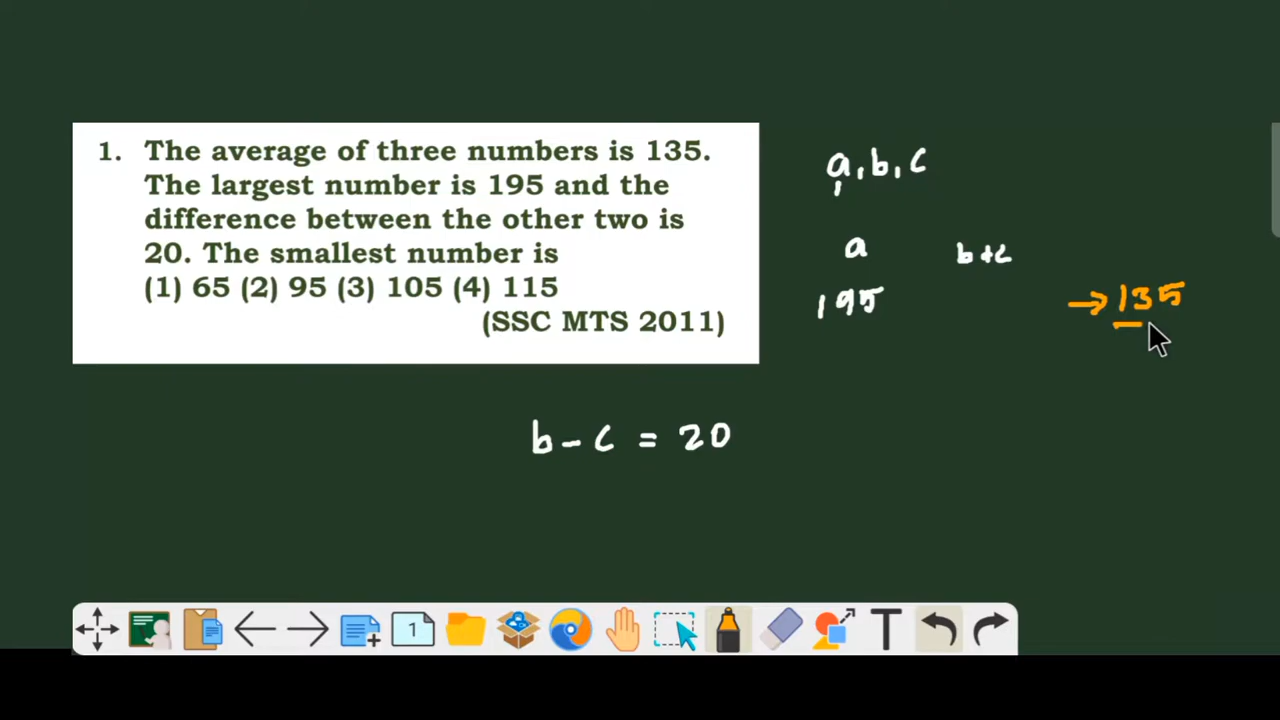 1. The average of three numbers is 135.
The largest number is 195 and the
difference between the other two is
20. The smallest number is
(1) 65 (2) 95 (3) 105 (4) 115
(SSC MTS 2011)
a, b, c
a b+c
195 → 135
b - c = 20
1
T